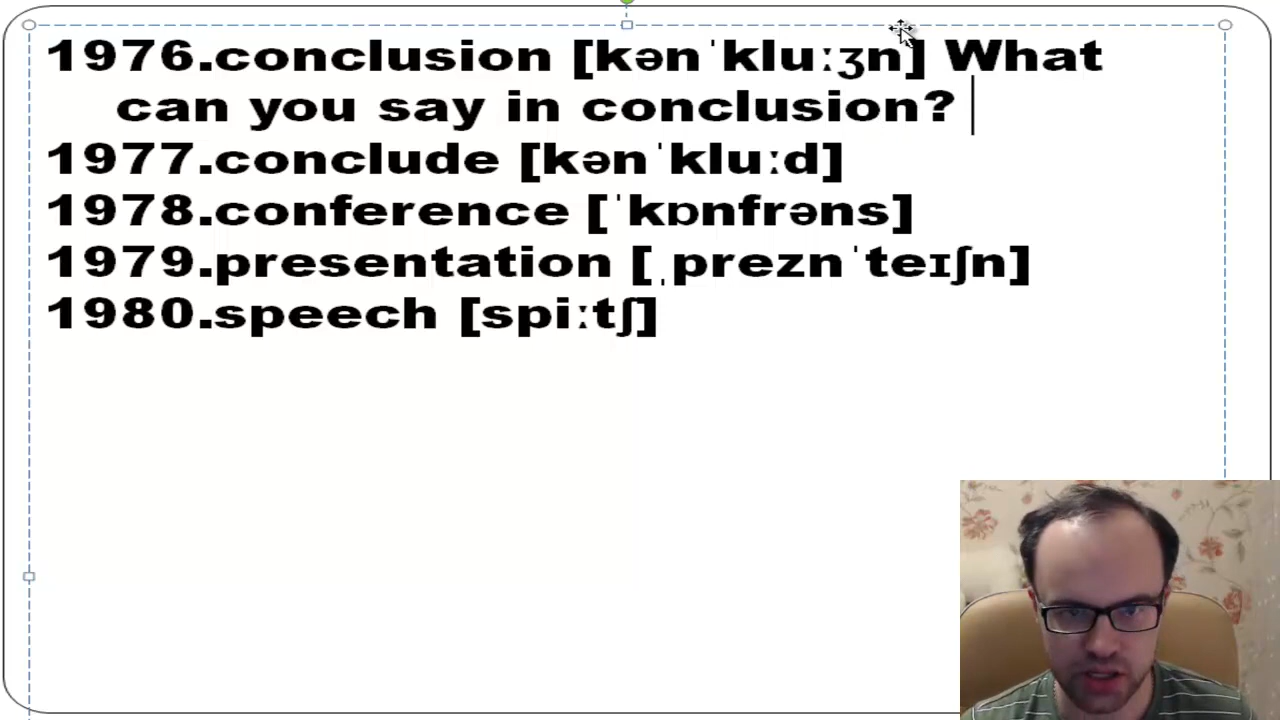 1976.conclusion [kənˈkluːʒn] What
can you say in conclusion?
1977.conclude [kənˈkluːd]
1978.conference [ˈkɒnfrəns]
1979.presentation [ˌpreznˈteɪʃn]
1980.speech [spiːtʃ]